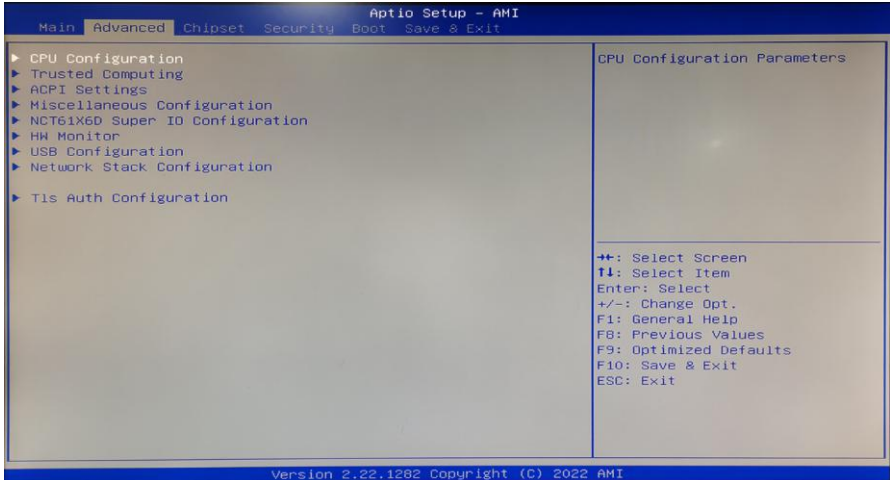 Aptio Setup – AMI
Main Advanced Chipset Security Boot Save & Exit
► CPU Configuration
► Trusted Computing
► ACPI Settings
► Miscellaneous Configuration
► NCT61X6D Super IO Configuration
► HW Monitor
► USB Configuration
► Network Stack Configuration
► Tls Auth Configuration
CPU Configuration Parameters
→←: Select Screen
↑↓: Select Item
Enter: Select
+/-: Change Opt.
F1: General Help
F8: Previous Values
F9: Optimized Defaults
F10: Save & Exit
ESC: Exit
Version 2.22.1282 Copyright (C) 2022 AMI